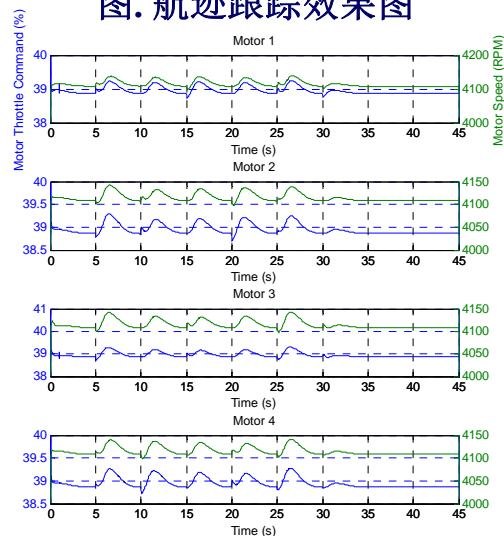 图. 航迹跟踪效果图
Motor Throttle Command (%)
Motor Speed (RPM)
Motor 1
40
39
38
4200
4100
4000
0 5 10 15 20 25 30 35 40 45
Time (s)
Motor 2
40
39.5
39
38.5
4150
4100
4050
4000
0 5 10 15 20 25 30 35 40 45
Time (s)
Motor 3
41
40
39
38
4150
4100
4050
4000
0 5 10 15 20 25 30 35 40 45
Time (s)
Motor 4
40
39.5
39
38.5
4150
4100
4050
4000
0 5 10 15 20 25 30 35 40 45
Time (s)